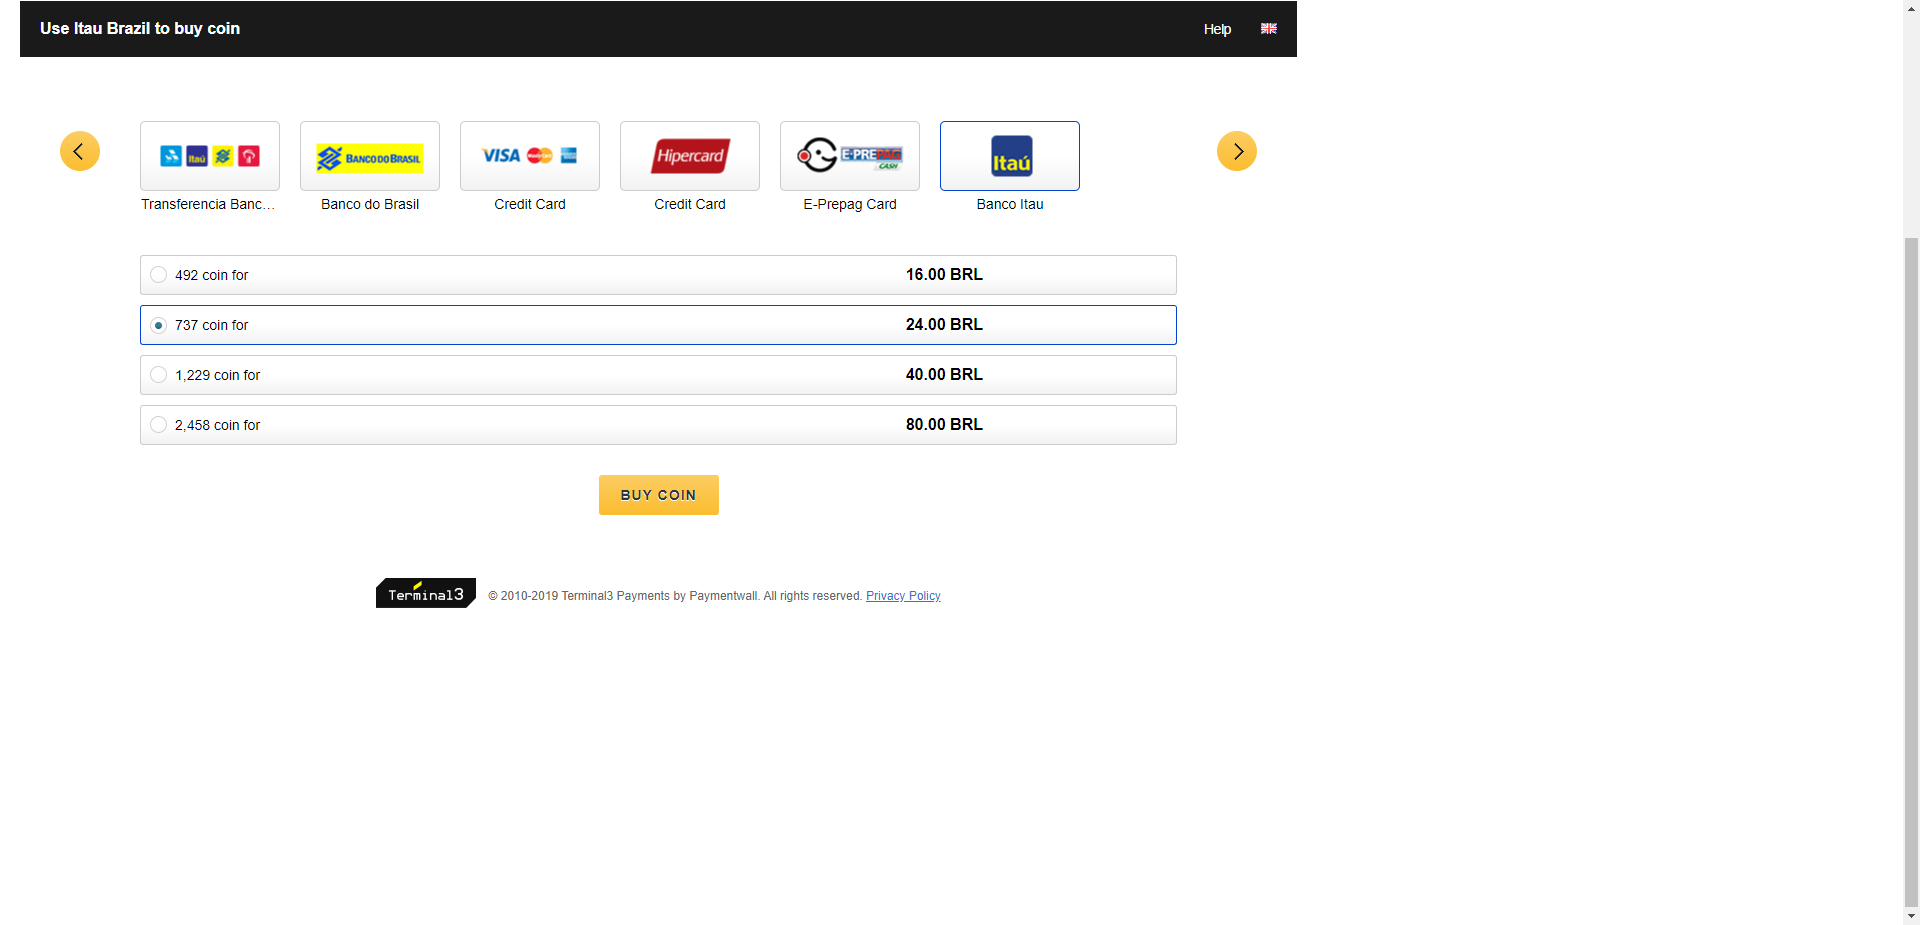 Use Itau Brazil to buy coin
Help
Itaú
BANCO DO BRASIL
VISA MasterCard
Hipercard
E-PREPAG
CASH
Itaú
Transferencia Banc...
Banco do Brasil
Credit Card
Credit Card
E-Prepag Card
Banco Itau
492 coin for 16.00 BRL
737 coin for 24.00 BRL
1,229 coin for 40.00 BRL
2,458 coin for 80.00 BRL
BUY COIN
Terminal3
© 2010-2019 Terminal3 Payments by Paymentwall. All rights reserved. Privacy Policy